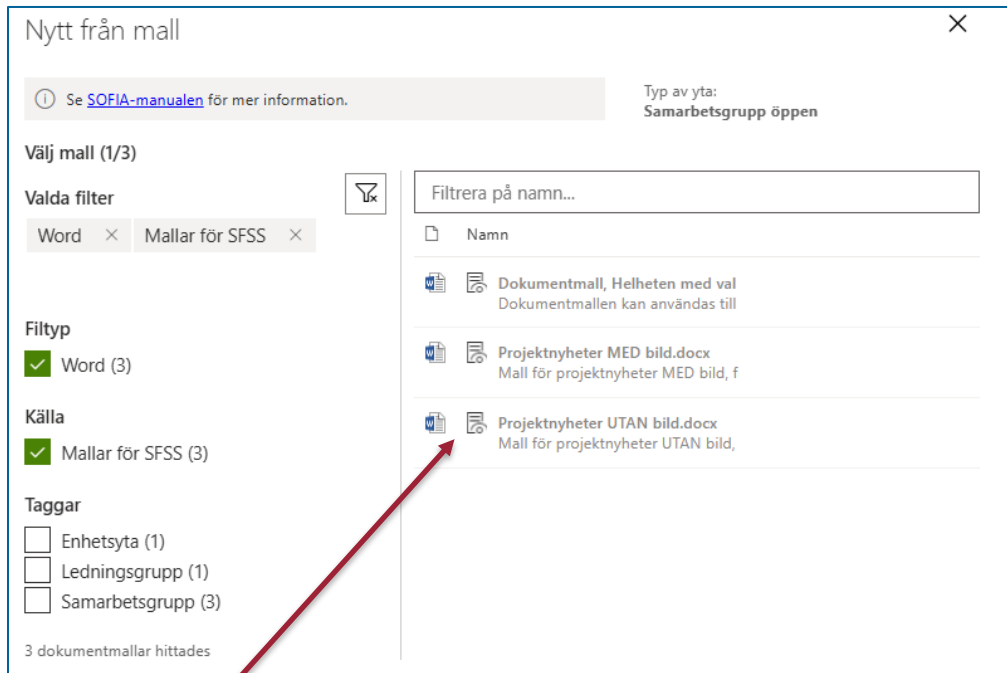 Nytt från mall
Se SOFIA-manualen för mer information.
Typ av yta:
Samarbetsgrupp öppen
Välj mall (1/3)
Valda filter
Word
Mallar för SFSS
Filtyp
Word (3)
Källa
Mallar för SFSS (3)
Taggar
Enhetsyta (1)
Ledningsgrupp (1)
Samarbetsgrupp (3)
3 dokumentmallar hittades
Filtrera på namn...
Namn
Dokumentmall, Helheten med val
Dokumentmallen kan användas till
Projektnyheter MED bild.docx
Mall för projektnyheter MED bild, f
Projektnyheter UTAN bild.docx
Mall för projektnyheter UTAN bild,